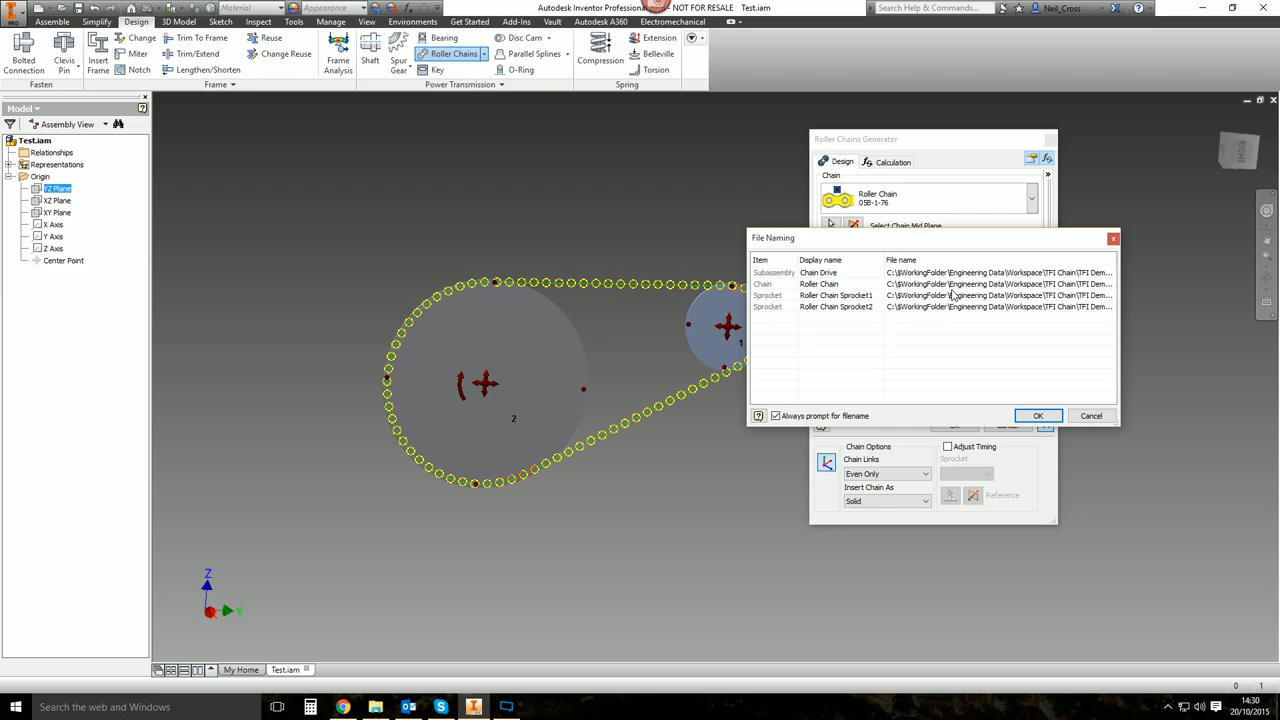 Material
Appearance
Autodesk Inventor Professional NOT FOR RESALE Test.iam
Search Help & Commands...
Neil_Cross
Assemble Simplify Design 3D Model Sketch Inspect Tools Manage View Environments Get Started Add-Ins Vault Autodesk A360 Electromechanical
Bolted Connection
Clevis Pin
Fasten
Insert Frame
Change
Miter
Notch
Trim To Frame
Trim/Extend
Lengthen/Shorten
Reuse
Change Reuse
Frame Analysis
Frame
Shaft
Spur Gear
Bearing
Roller Chains
Key
Disc Cam
Parallel Splines
O-Ring
Power Transmission
Compression
Extension
Belleville
Torsion
Spring
Model
Assembly View
Test.iam
Relationships
Representations
Origin
YZ Plane
XZ Plane
XY Plane
X Axis
Y Axis
Z Axis
Center Point
RIGHT
Roller Chains Generator
Design Calculation
Chain
Roller Chain
05B-1-76
Select Chain Mid Plane
File Naming
Item Display name File name
Subassembly Chain Drive C:\$WorkingFolder\Engineering Data\Workspace\TFI Chain\TFI Dem...
Chain Roller Chain C:\$WorkingFolder\Engineering Data\Workspace\TFI Chain\TFI Dem...
Sprocket Roller Chain Sprocket1 C:\$WorkingFolder\Engineering Data\Workspace\TFI Chain\TFI Dem...
Sprocket Roller Chain Sprocket2 C:\$WorkingFolder\Engineering Data\Workspace\TFI Chain\TFI Dem...
Always prompt for filename
OK
Cancel
Chain Options
Chain Links
Even Only
Insert Chain As
Solid
Adjust Timing
Sprocket
Reference
1
2
Z
Y
My Home
Test.iam
0 1
Search the web and Windows
14:30
20/10/2015